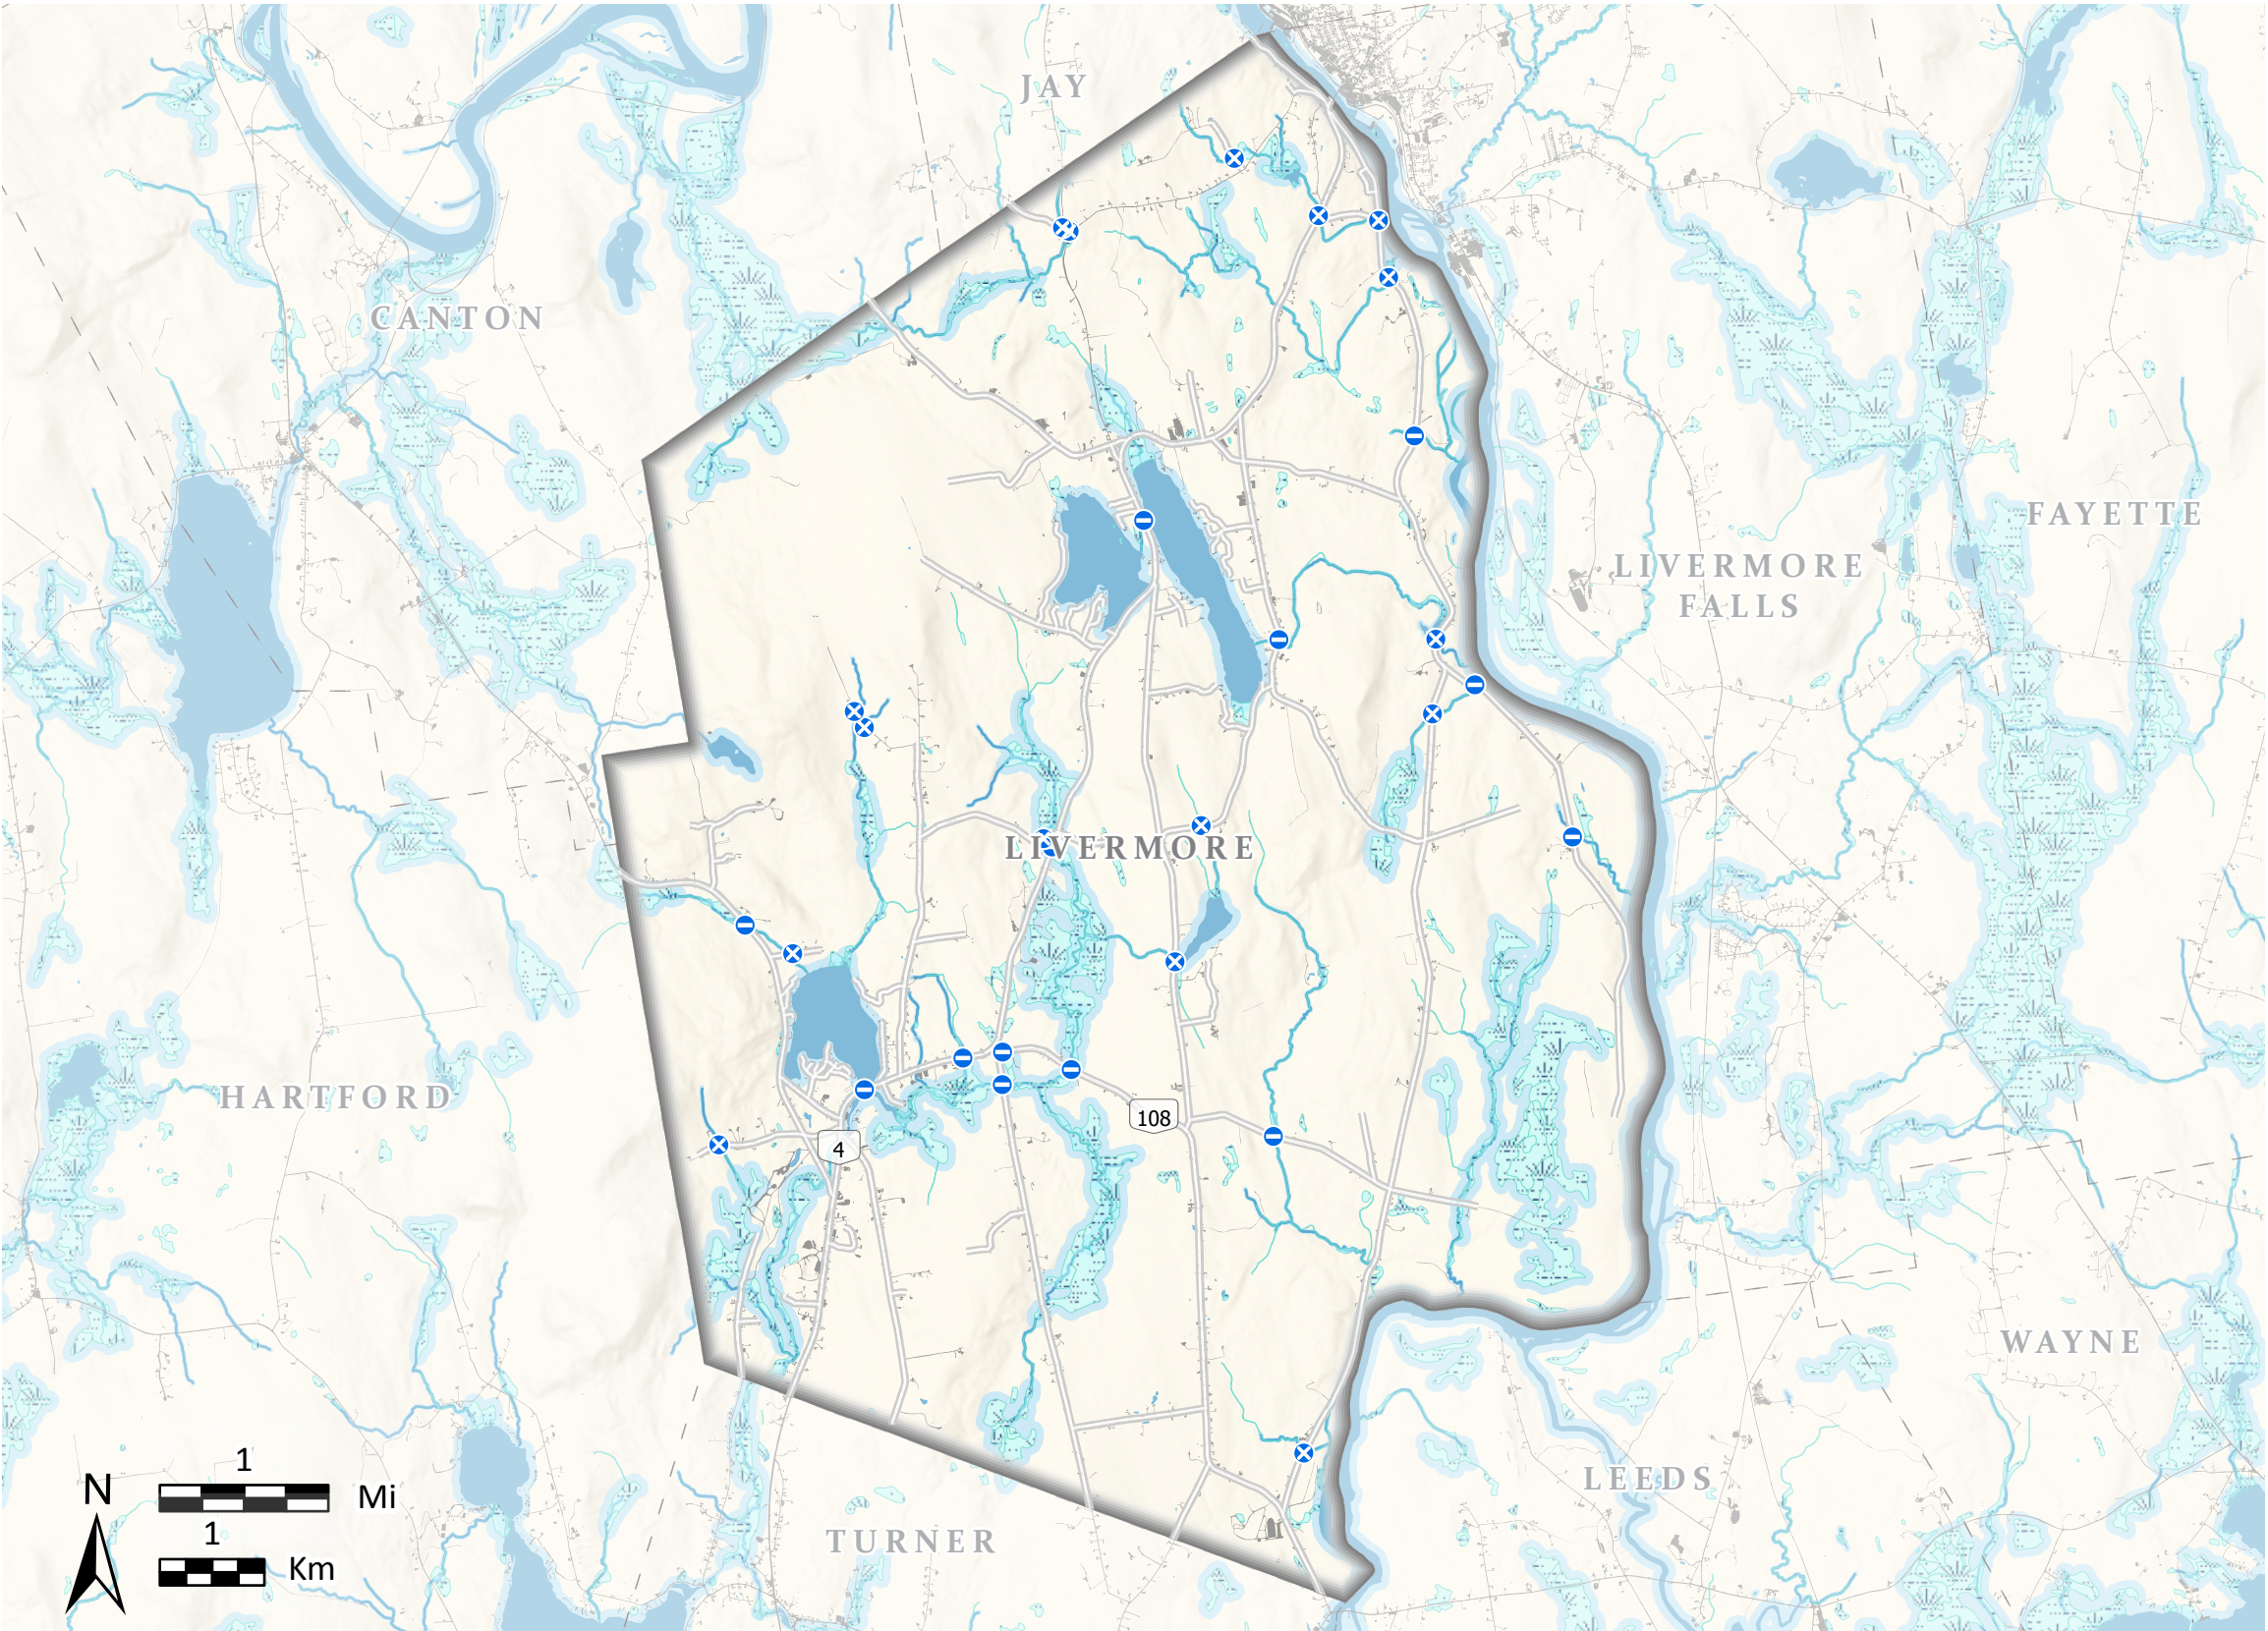 JAY
CANTON
FAYETTE
LIVERMORE
FALLS
LIVERMORE
HARTFORD
108
4
WAYNE
LEEDS
TURNER
N
1
Mi
1
Km